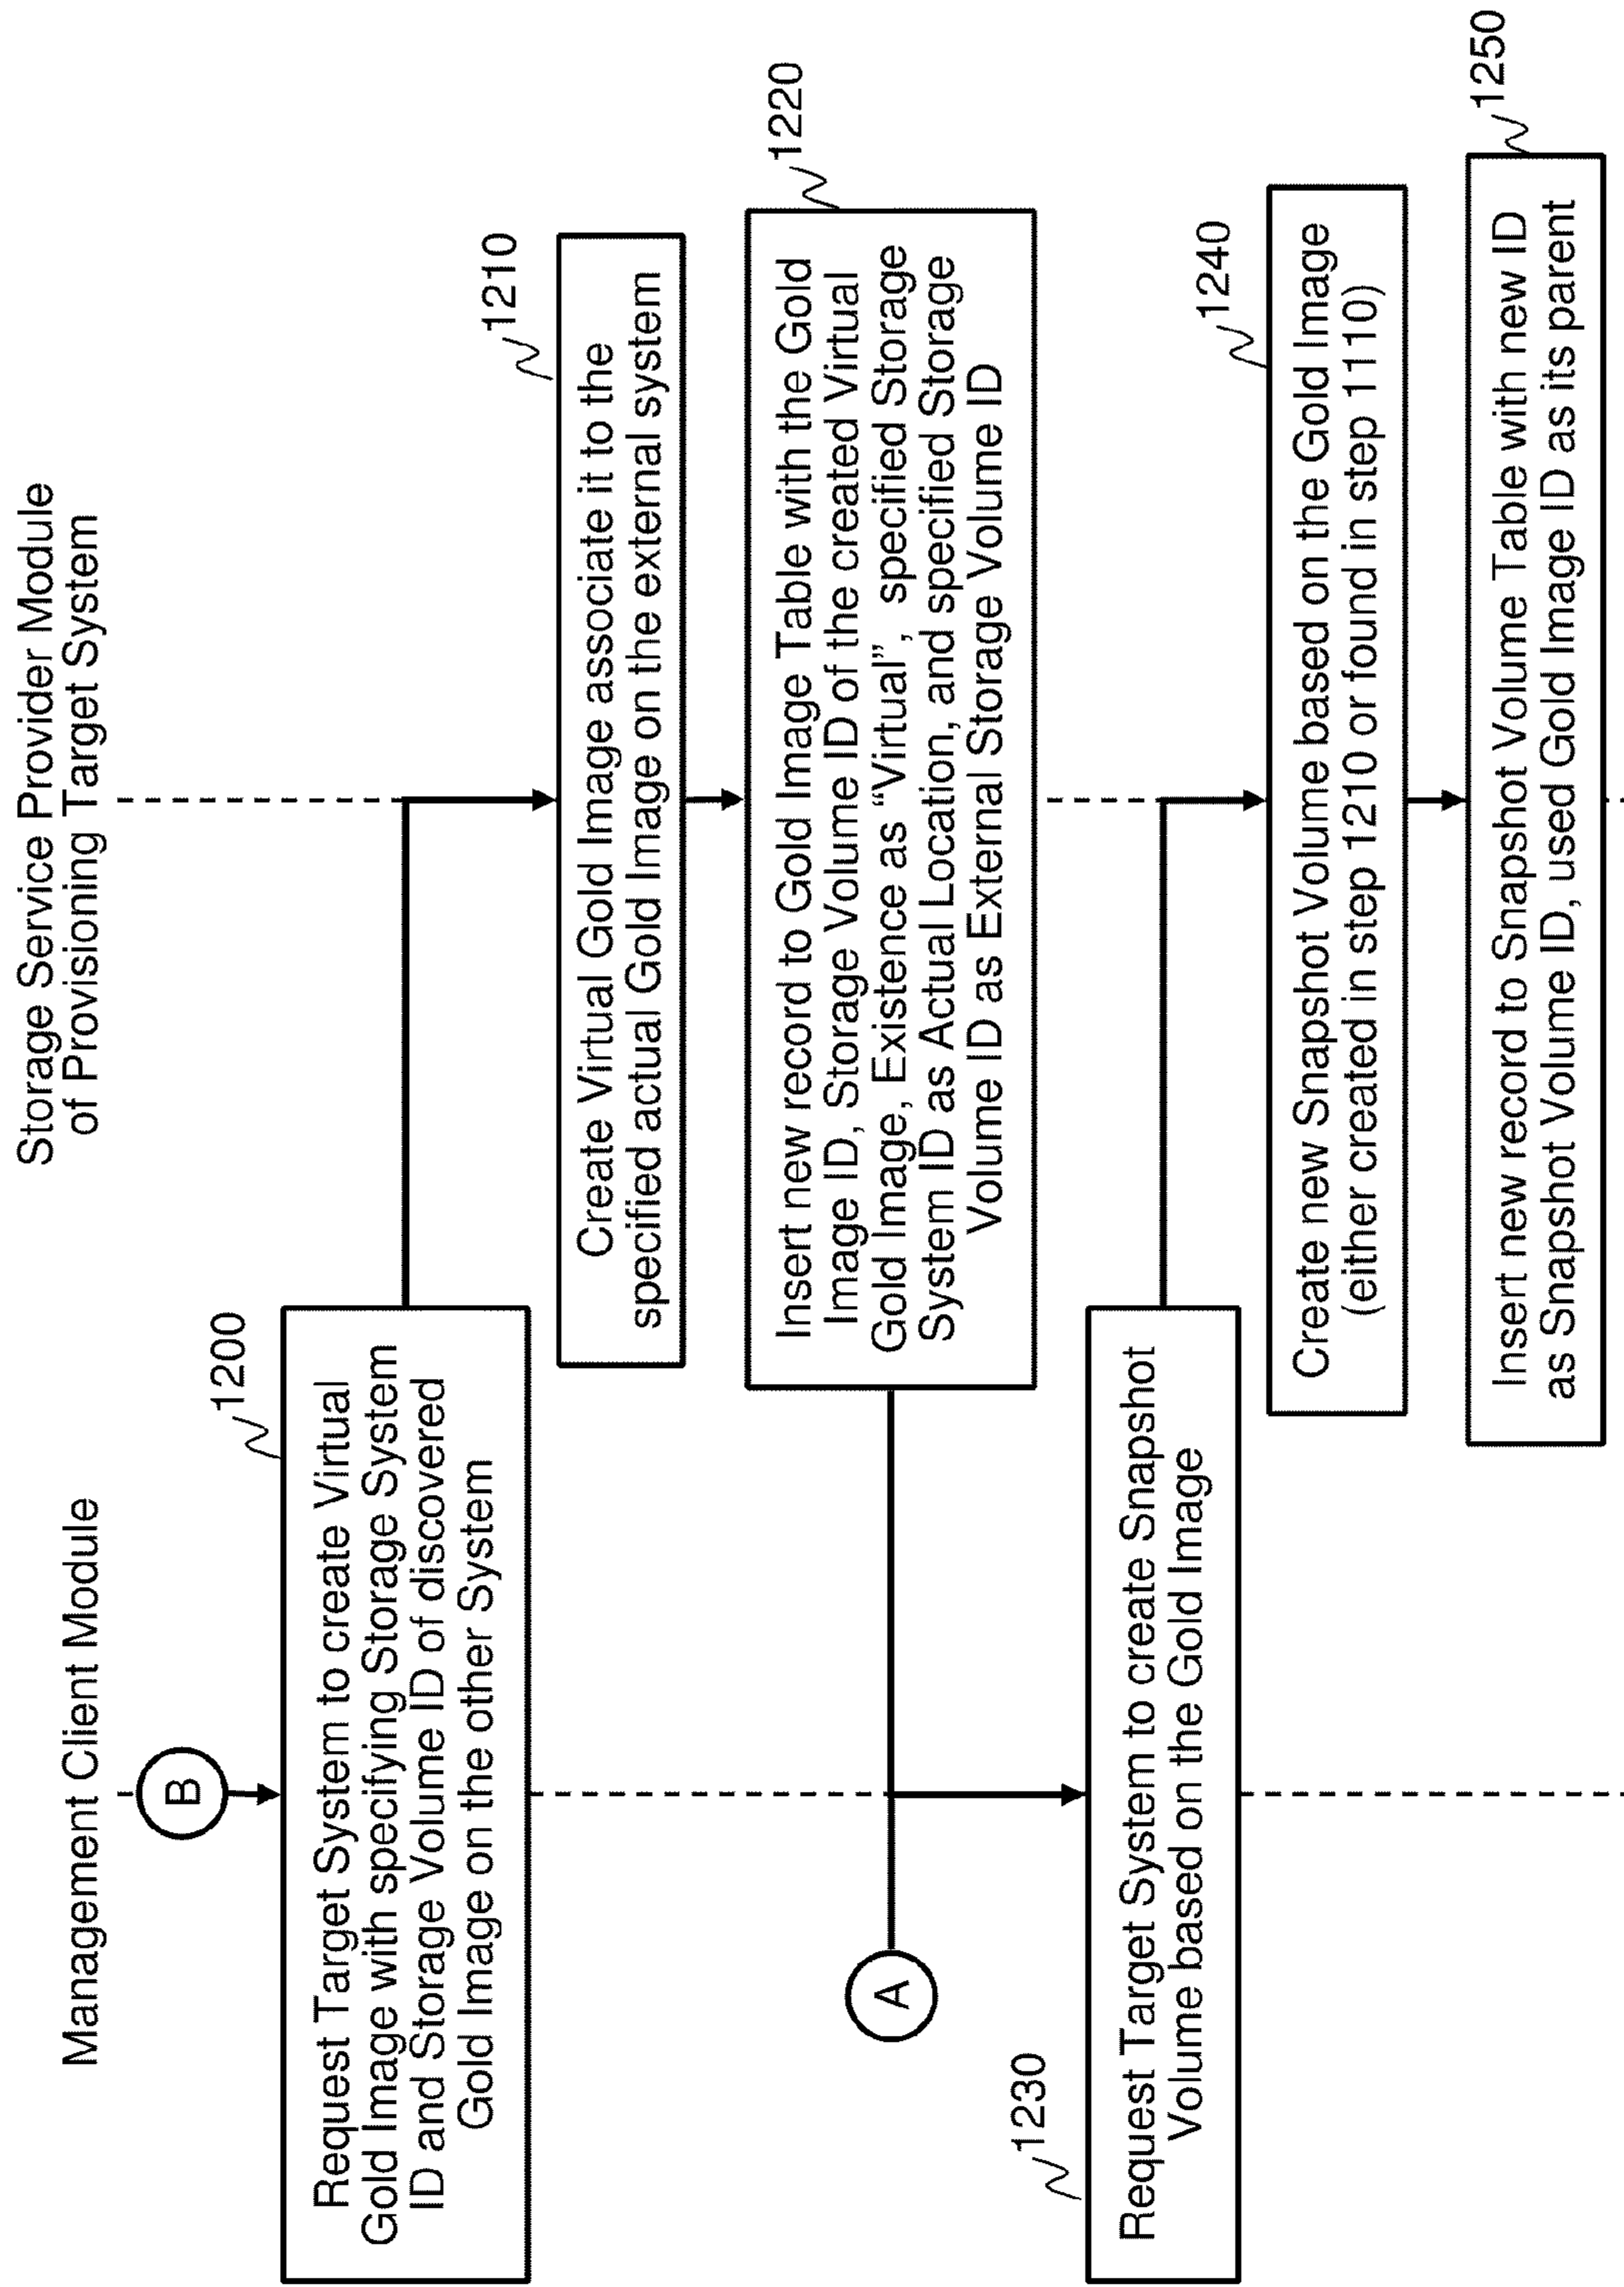 Management Client Module
Storage Service Provider Module
of Provisioning Target System
B
1200
Request Target System to create Virtual
Gold Image with specifying Storage System
ID and Storage Volume ID of discovered
Gold Image on the other System
1210
Create Virtual Gold Image associate it to the
specified actual Gold Image on the external system
1220
Insert new record to Gold Image Table with the Gold
Image ID, Storage Volume ID of the created Virtual
Gold Image, Existence as “Virtual”, specified Storage
System ID as Actual Location, and specified Storage
Volume ID as External Storage Volume ID
A
1230
Request Target System to create Snapshot
Volume based on the Gold Image
1240
Create new Snapshot Volume based on the Gold Image
(either created in step 1210 or found in step 1110)
1250
Insert new record to Snapshot Volume Table with new ID
as Snapshot Volume ID, used Gold Image ID as its parent